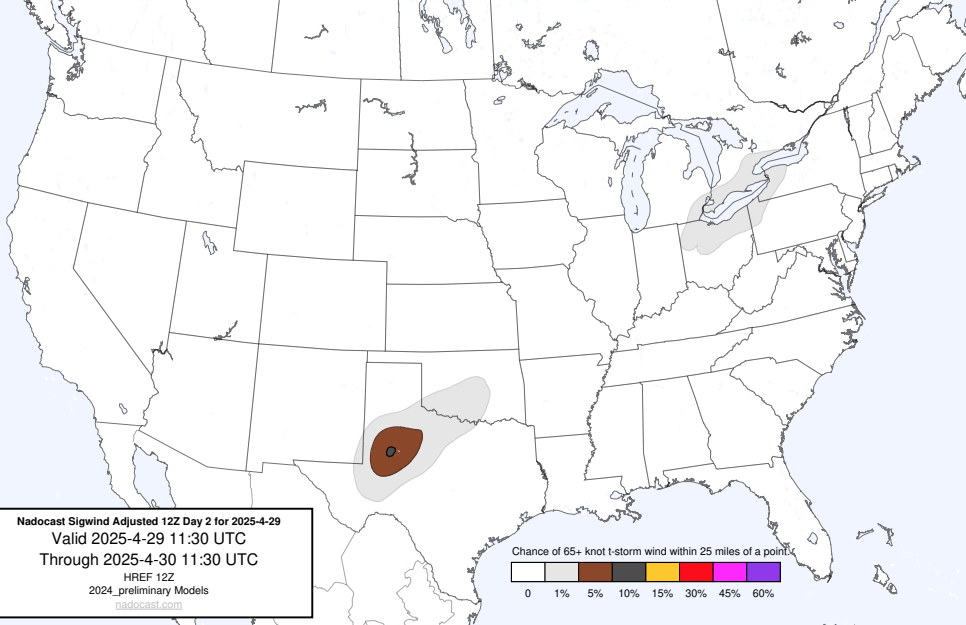 Nadocast Sigwind Adjusted 12Z Day 2 for 2025-4-29
Valid 2025-4-29 11:30 UTC
Through 2025-4-30 11:30 UTC
HREF 12Z
2024_preliminary Models
nadocast.com
Chance of 65+ knot t-storm wind within 25 miles of a point.
0 1% 5% 10% 15% 30% 45% 60%